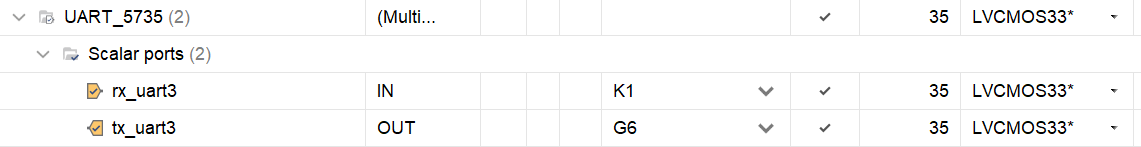 UART_5735 (2) (Multi... 35 LVCMOS33*
Scalar ports (2)
rx_uart3 IN K1 35 LVCMOS33*
tx_uart3 OUT G6 35 LVCMOS33*